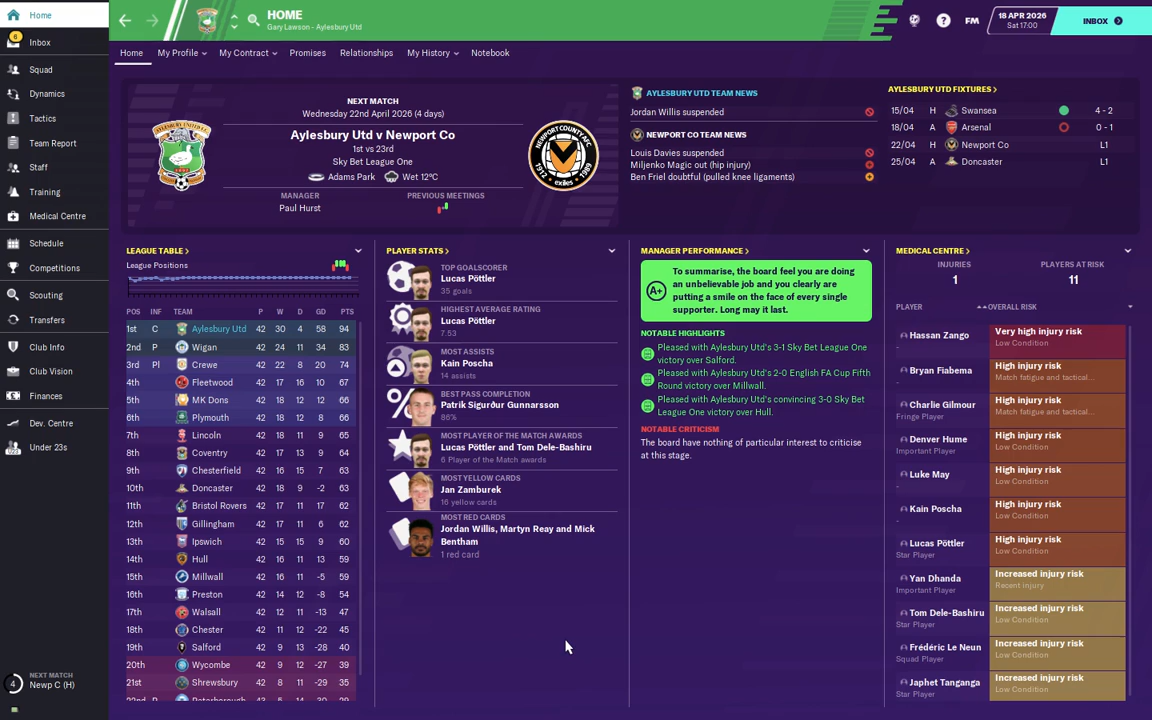 Home
HOME
Gary Lawson - Aylesbury Utd
FM
18 APR 2026
Sat 17:00
INBOX
6
Inbox
Squad
Dynamics
Tactics
Team Report
Staff
Training
Medical Centre
Schedule
Competitions
Scouting
Transfers
Club Info
Club Vision
Finances
Dev. Centre
Under 23s
4
NEXT MATCH
Newp C (H)
Home My Profile My Contract Promises Relationships My History Notebook
NEXT MATCH
Wednesday 22nd April 2026 (4 days)
Aylesbury Utd v Newport Co
1st vs 23rd
Sky Bet League One
Adams Park Wet 12°C
MANAGER PREVIOUS MEETINGS
Paul Hurst
AYLESBURY UTD TEAM NEWS
Jordan Willis suspended
NEWPORT CO TEAM NEWS
Louis Davies suspended
Miljenko Magic out (hip injury)
Ben Friel doubtful (pulled knee ligaments)
AYLESBURY UTD FIXTURES >
15/04 H Swansea 4 - 2
18/04 A Arsenal 0 - 1
22/04 H Newport Co L1
25/04 A Doncaster L1
LEAGUE TABLE >
League Positions
POS INF TEAM P W L GD PTS
1st C Aylesbury Utd 42 30 4 58 94
2nd P Wigan 42 24 11 34 83
3rd Pl Crewe 42 22 8 20 74
4th Fleetwood 42 17 16 10 67
5th MK Dons 42 18 12 12 66
6th Plymouth 42 18 12 8 66
7th Lincoln 42 18 11 9 65
8th Coventry 42 17 13 9 64
9th Chesterfield 42 16 15 7 63
10th Doncaster 42 18 9 -2 63
11th Bristol Rovers 42 17 11 17 62
12th Gillingham 42 17 11 6 62
13th Ipswich 42 15 15 9 60
14th Hull 42 16 11 13 59
15th Millwall 42 16 11 -5 59
16th Preston 42 14 12 -8 54
17th Walsall 42 12 11 -13 47
18th Chester 42 11 12 -22 45
19th Salford 42 9 13 -28 40
20th Wycombe 42 9 12 -27 39
21st Shrewsbury 42 8 11 -29 35
PLAYER STATS >
TOP GOALSCORER
Lucas Pöttler
35 goals
HIGHEST AVERAGE RATING
Lucas Pöttler
7.53
MOST ASSISTS
Kain Poscha
14 assists
BEST PASS COMPLETION
Patrik Sigurður Gunnarsson
86%
MOST PLAYER OF THE MATCH AWARDS
Lucas Pöttler and Tom Dele-Bashiru
6 Player of the Match awards
MOST YELLOW CARDS
Jan Zamburek
16 yellow cards
MOST RED CARDS
Jordan Willis, Martyn Reay and Mick
Bentham
1 red card
MANAGER PERFORMANCE >
A+
To summarise, the board feel you are doing
an unbelievable job and you clearly are
putting a smile on the face of every single
supporter. Long may it last.
NOTABLE HIGHLIGHTS
Pleased with Aylesbury Utd's 3-1 Sky Bet League One
victory over Salford.
Pleased with Aylesbury Utd's 2-0 English FA Cup Fifth
Round victory over Millwall.
Pleased with Aylesbury Utd's convincing 3-0 Sky Bet
League One victory over Hull.
NOTABLE CRITICISM
The board have nothing of particular interest to criticise
at this stage.
MEDICAL CENTRE >
INJURIES PLAYERS AT RISK
1 11
PLAYER OVERALL RISK
Hassan Zango
-
Very high injury risk
Low Condition
Bryan Fiabema
-
High injury risk
Match fatigue and tactical...
Charlie Gilmour
Fringe Player
High injury risk
Match fatigue and tactical...
Denver Hume
Important Player
High injury risk
Low Condition
Luke May
-
High injury risk
Low Condition
Kain Poscha
-
High injury risk
Low Condition
Lucas Pöttler
Star Player
High injury risk
Low Condition
Yan Dhanda
Important Player
Increased injury risk
Recent injury
Tom Dele-Bashiru
Star Player
Increased injury risk
Low Condition
Frédéric Le Neun
Squad Player
Increased injury risk
Low Condition
Japhet Tanganga
Star Player
Increased injury risk
Low Condition